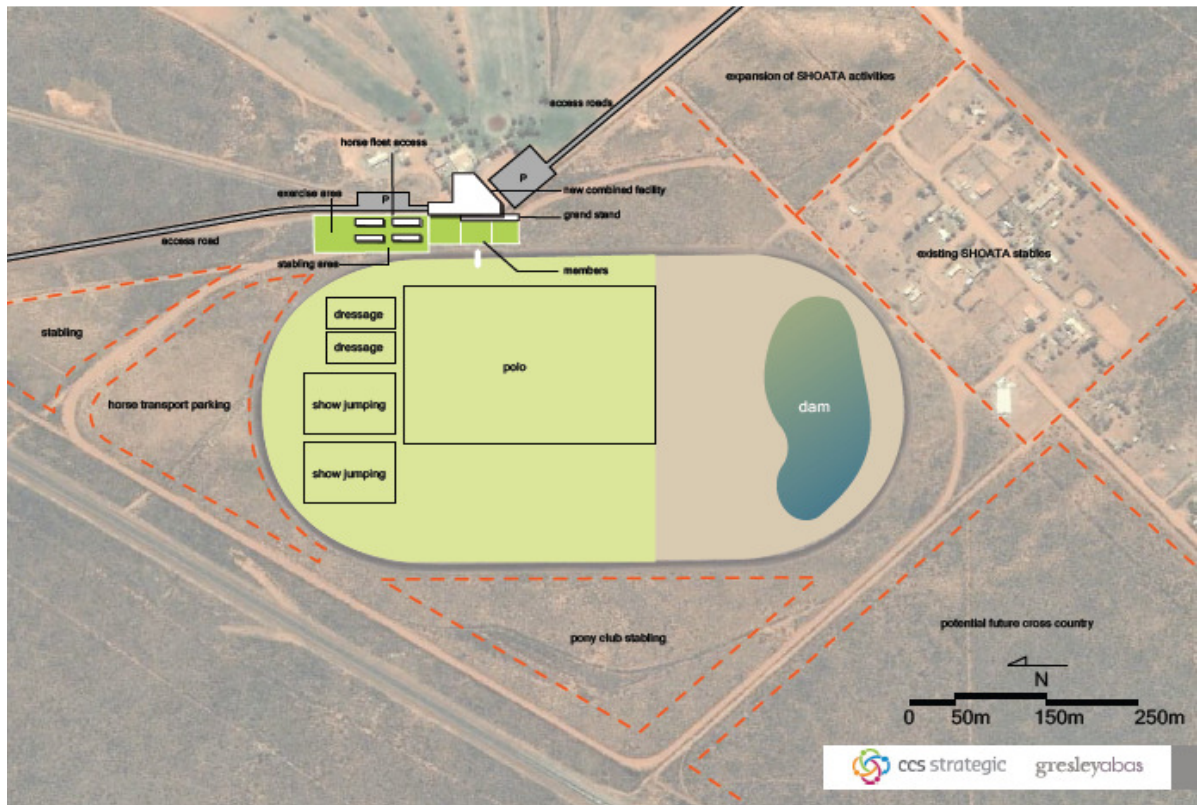 expansion of SHOATA activities
access roads
horse float access
P
exercise area
P
new combined facility
grand stand
access road
stabling area
members
existing SHOATA stables
dressage
stabling
dressage
polo
horse transport parking
show jumping
dam
show jumping
pony club stabling
potential future cross country
N
0 50m 150m 250m
ccs strategic gresleyabas